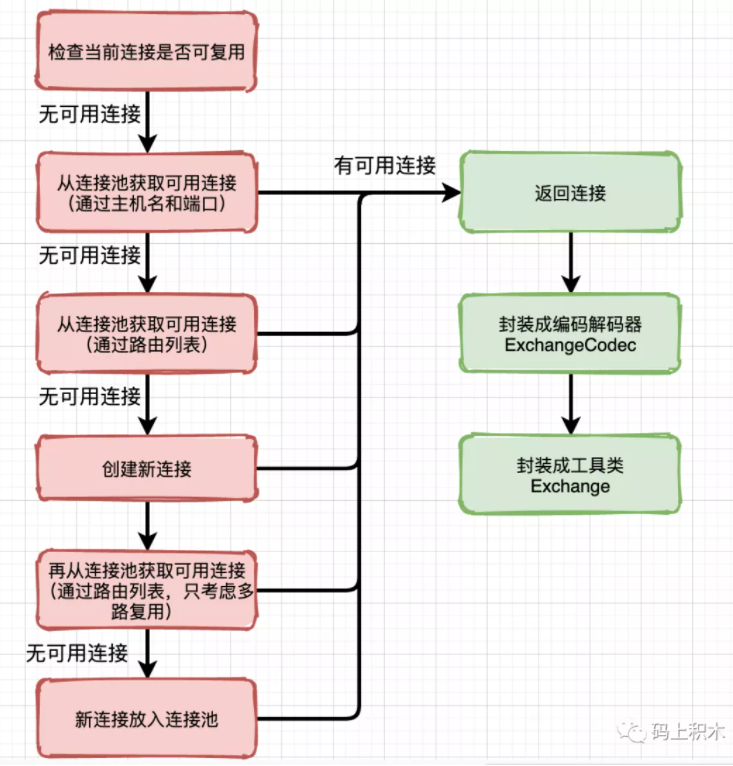 检查当前连接是否可复用
无可用连接
从连接池获取可用连接
（通过主机名和端口）
有可用连接
返回连接
无可用连接
从连接池获取可用连接
（通过路由列表）
封装成编码解码器
ExchangeCodec
无可用连接
创建新连接
封装成工具类
Exchange
再从连接池获取可用连接
（通过路由列表，只考虑多
路复用）
无可用连接
新连接放入连接池
码上积木